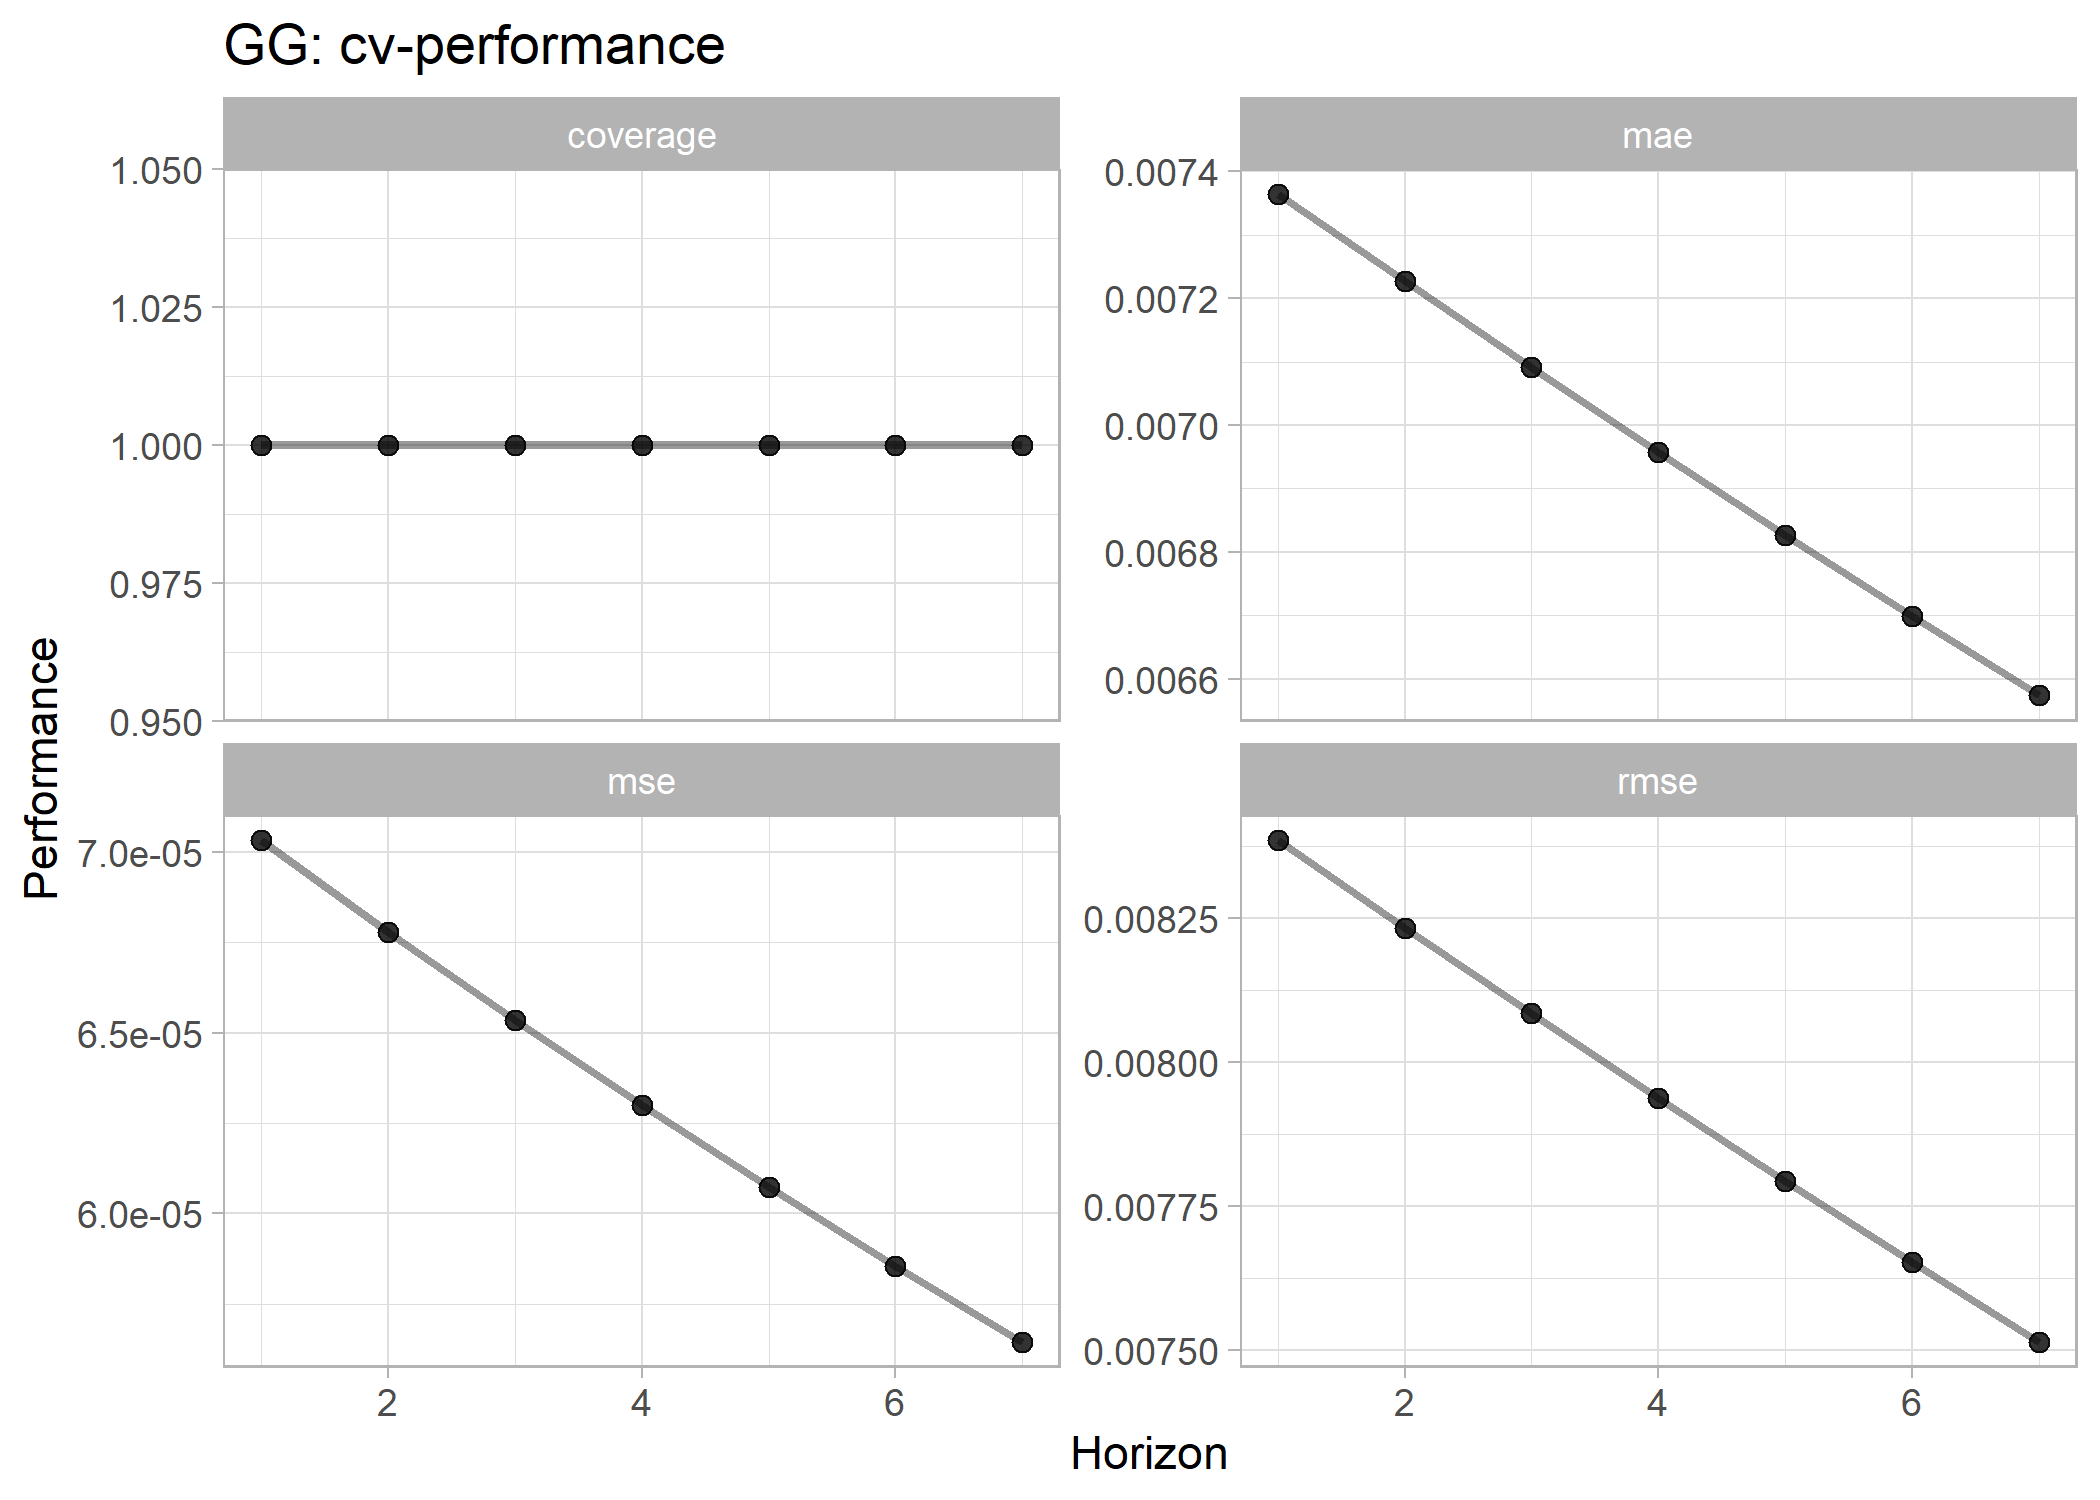 GG: cv-performance
coverage
1.050
1.025
1.000
0.975
0.950
mae
0.0074
0.0072
0.0070
0.0068
0.0066
Performance
mse
7.0e-05
6.5e-05
6.0e-05
2
4
6
rmse
0.00825
0.00800
0.00775
0.00750
2
4
6
Horizon